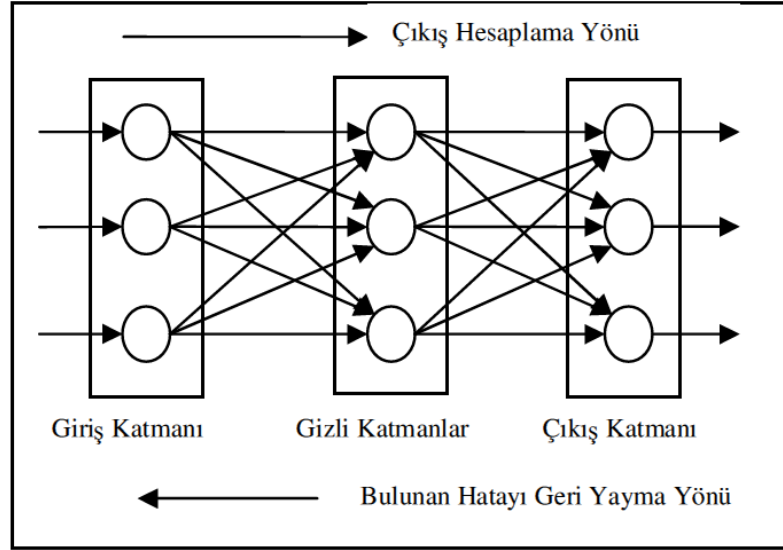 Çıkış Hesaplama Yönü
Giriş Katmanı
Gizli Katmanlar
Çıkış Katmanı
Bulunan Hatayı Geri Yayma Yönü